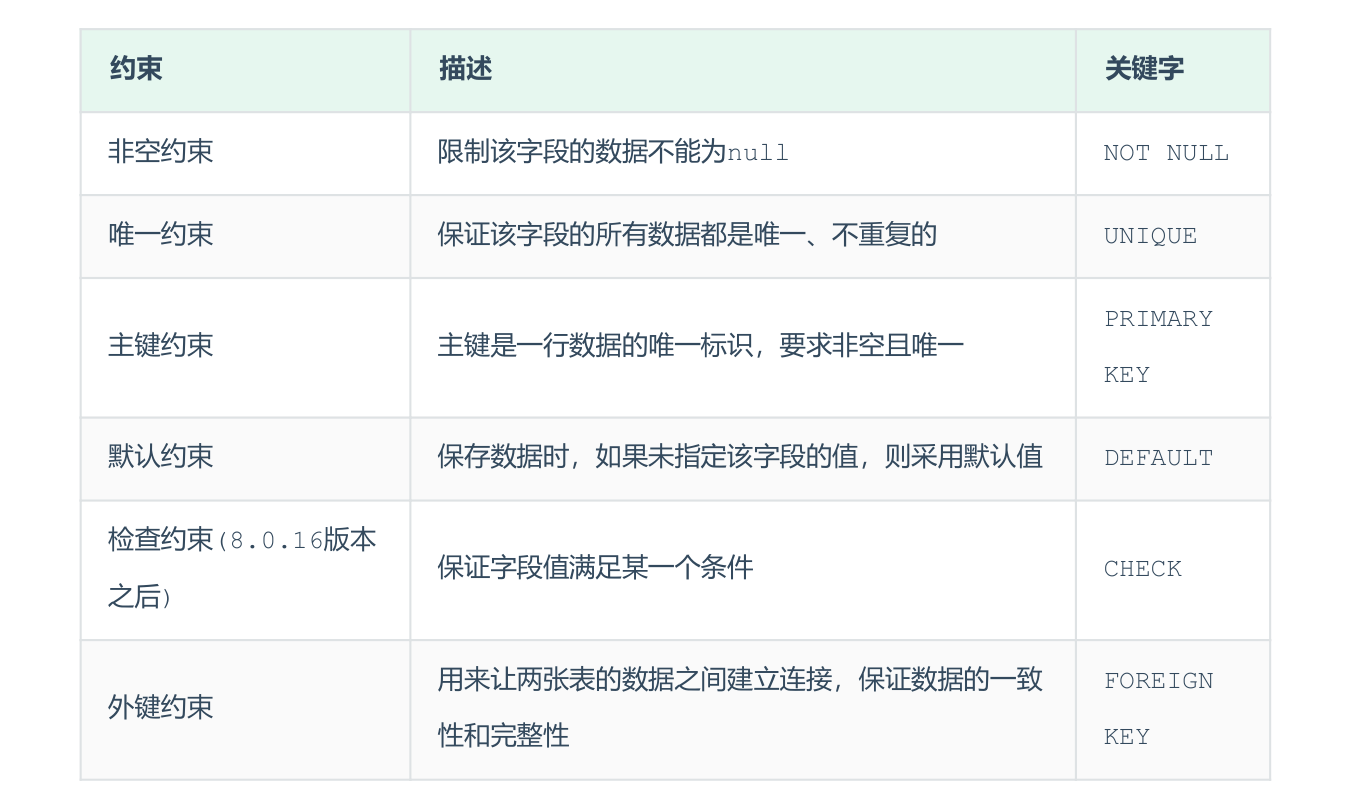 约束 描述 关键字
非空约束 限制该字段的数据不能为null NOT NULL
唯一约束 保证该字段的所有数据都是唯一、不重复的 UNIQUE
主键约束 主键是一行数据的唯一标识，要求非空且唯一 PRIMARY
KEY
默认约束 保存数据时，如果未指定该字段的值，则采用默认值 DEFAULT
检查约束(8.0.16版本
之后) 保证字段值满足某一个条件 CHECK
外键约束 用来让两张表的数据之间建立连接，保证数据的一致
性和完整性 FOREIGN
KEY